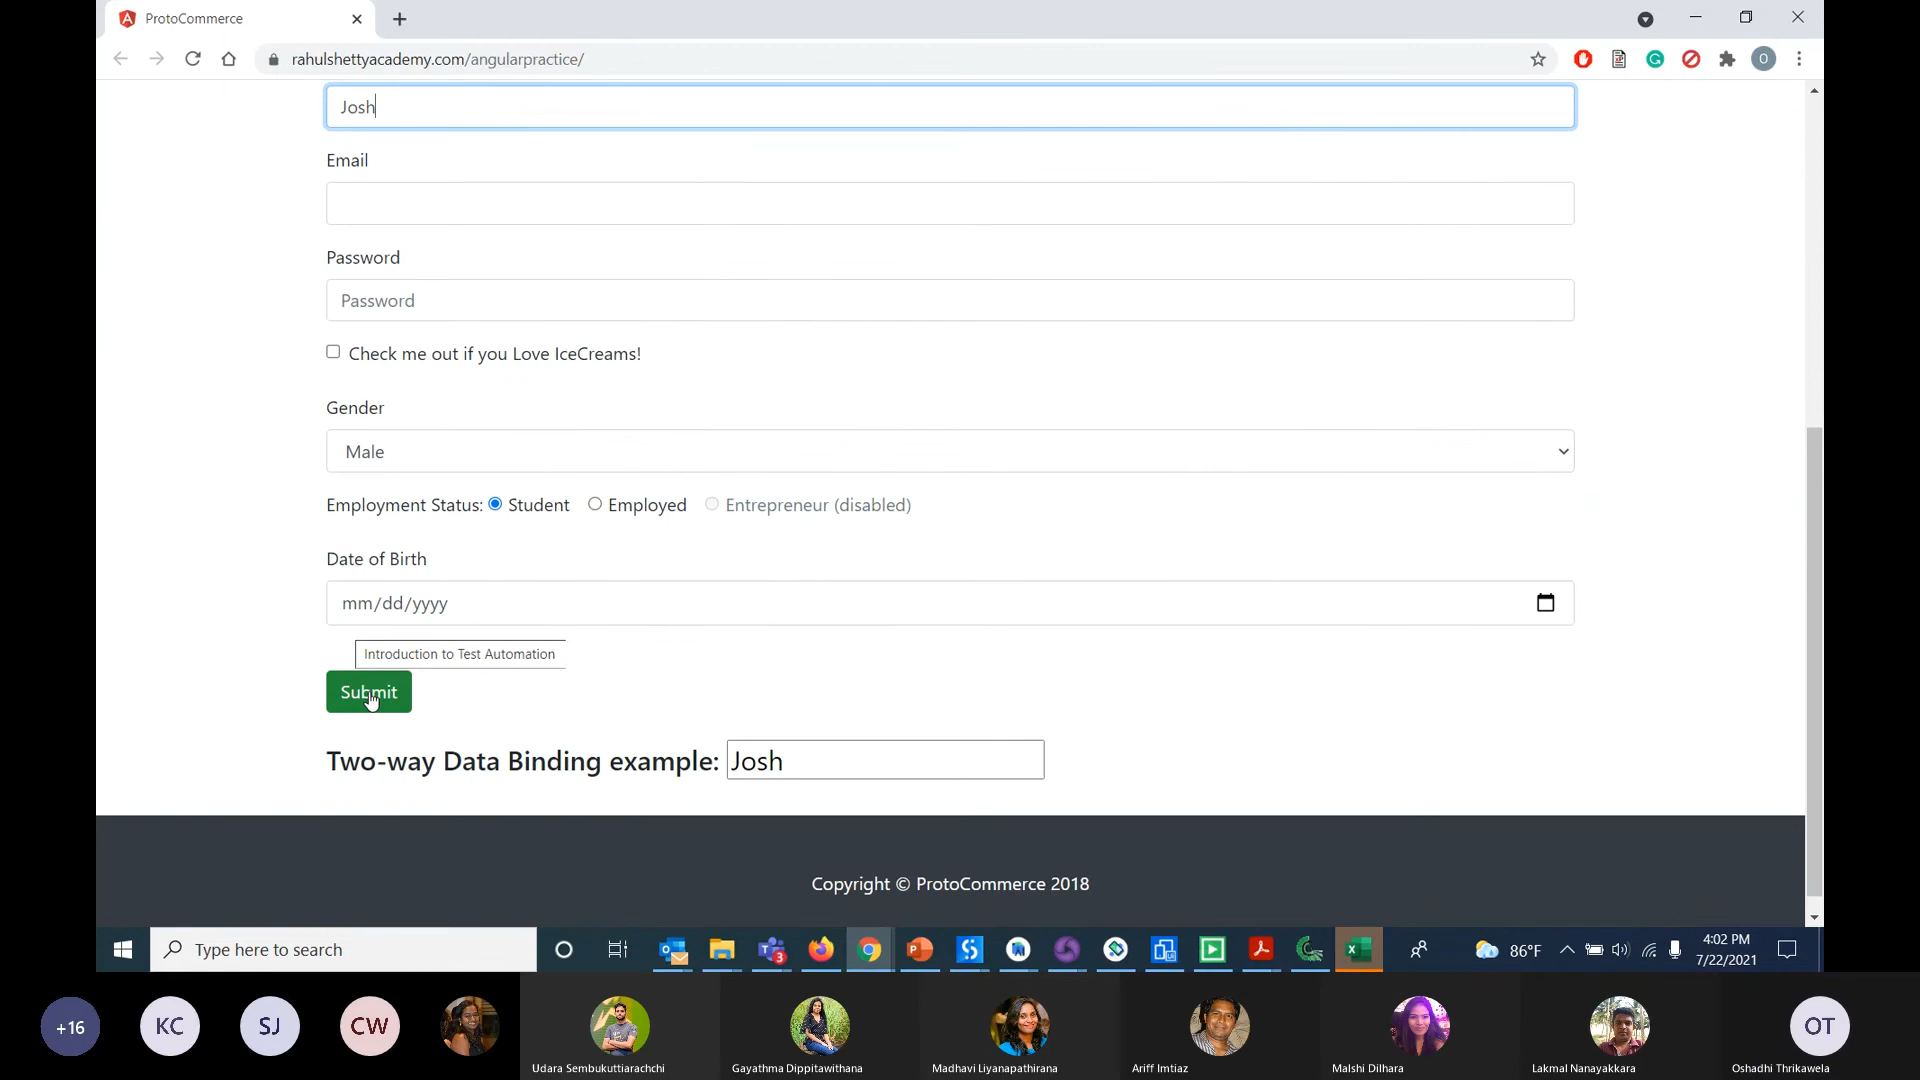 ProtoCommerce
rahulshettyacademy.com/angularpractice/
O
Josh
Email
Password
Password
Check me out if you Love IceCreams!
Gender
Male
Employment Status: Student Employed Entrepreneur (disabled)
Date of Birth
mm/dd/yyyy
Introduction to Test Automation
Submit
Two-way Data Binding example: Josh
Copyright © ProtoCommerce 2018
Type here to search
3
86°F
4:02 PM
7/22/2021
+16
KC
SJ
CW
OT
Udara Sembukuttiarachchi
Gayathma Dippitawithana
Madhavi Liyanapathirana
Ariff Imtiaz
Malshi Dilhara
Lakmal Nanayakkara
Oshadhi Thrikawela